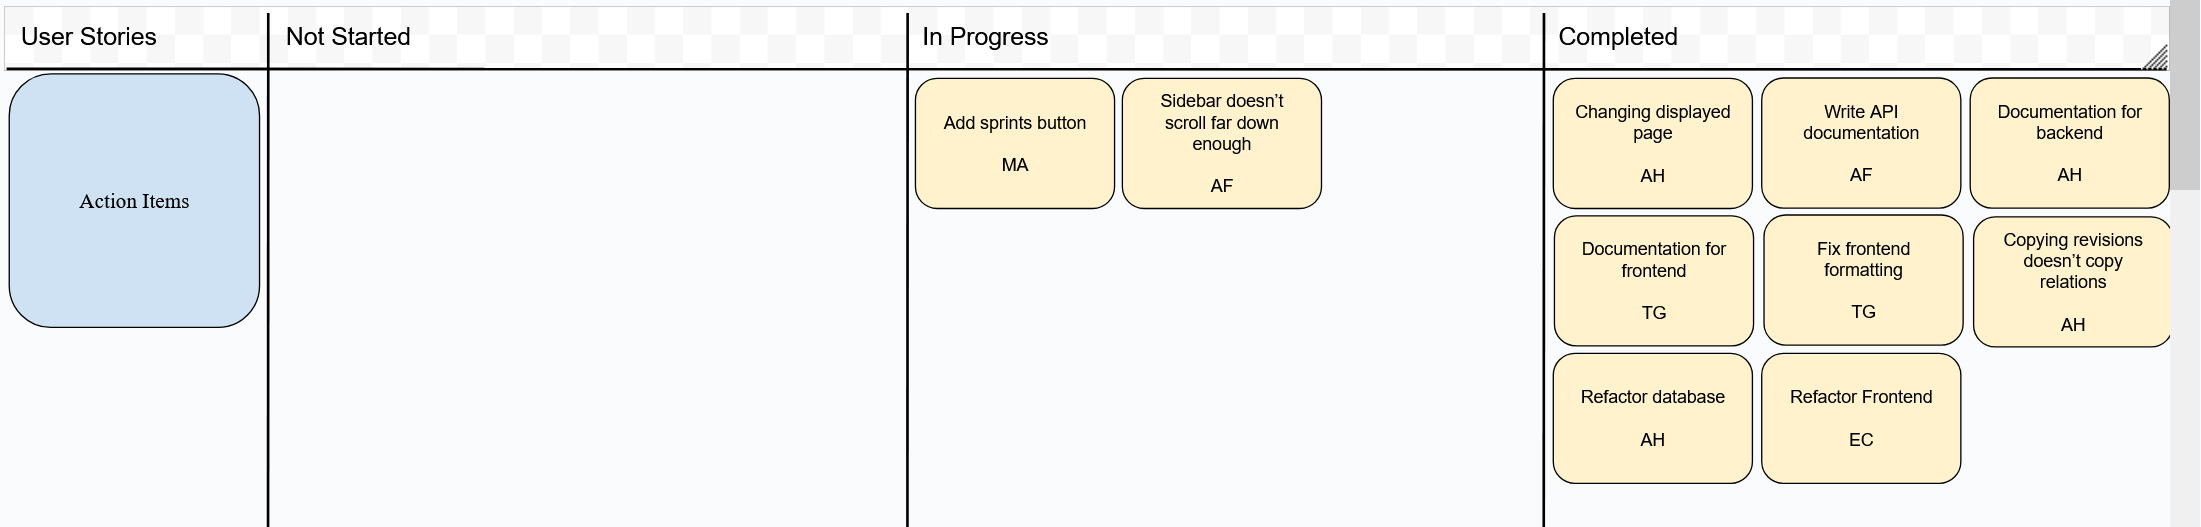 User Stories
Not Started
In Progress
Completed
Action Items
Add sprints button
MA
Sidebar doesn’t
scroll far down
enough
AF
Changing displayed
page
AH
Write API
documentation
AF
Documentation for
backend
AH
Documentation for
frontend
TG
Fix frontend
formatting
TG
Copying revisions
doesn’t copy
relations
AH
Refactor database
AH
Refactor Frontend
EC